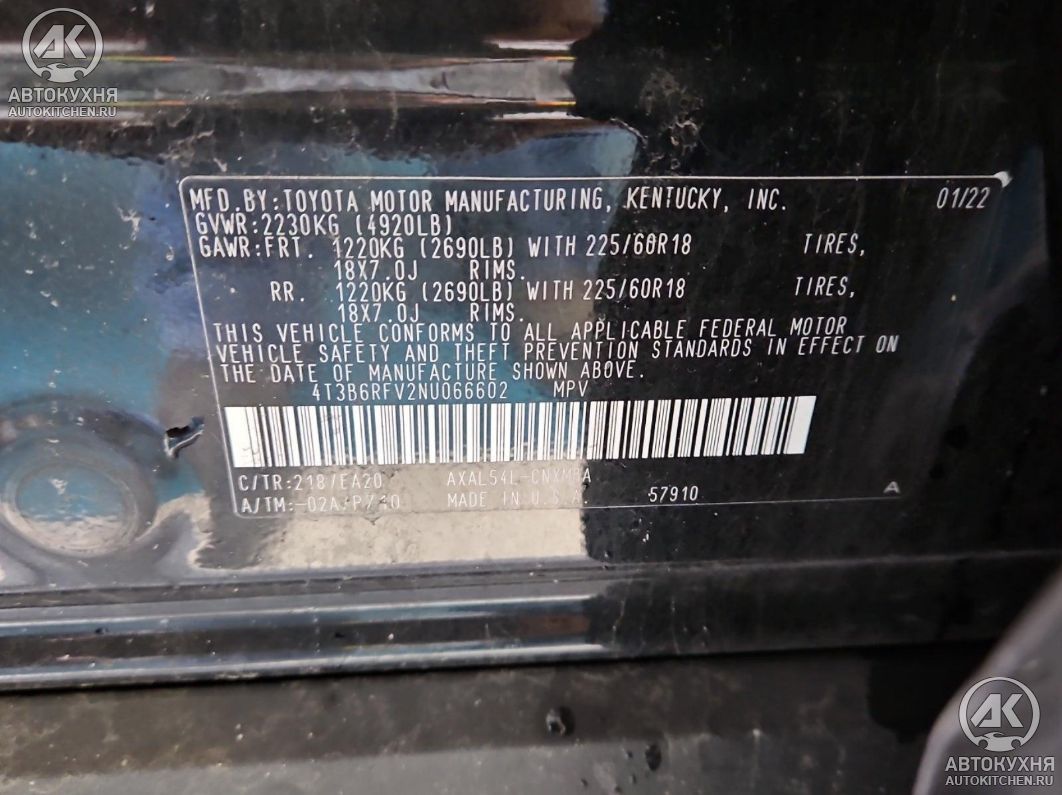 АК
АВТОКУХНЯ
AUTOKITCHEN.RU
MFD.BY:TOYOTA MOTOR MANUFACTURING, KENTUCKY, INC. 01/22
GVWR:2230KG (4920LB)
GAWR:FRT. 1220KG (2690LB) WITH 225/60R18 TIRES,
18X7.0J RIMS.
RR. 1220KG (2690LB) WITH 225/60R18 TIRES,
18X7.0J RIMS.
THIS VEHICLE CONFORMS TO ALL APPLICABLE FEDERAL MOTOR
VEHICLE SAFETY AND THEFT PREVENTION STANDARDS IN EFFECT ON
THE DATE OF MANUFACTURE SHOWN ABOVE.
4T3B6RFV2NU066602 MPV
C/TR:218/EA20
A/TM: MADE IN U.S.A. 57910 A
АК
АВТОКУХНЯ
AUTOKITCHEN.RU